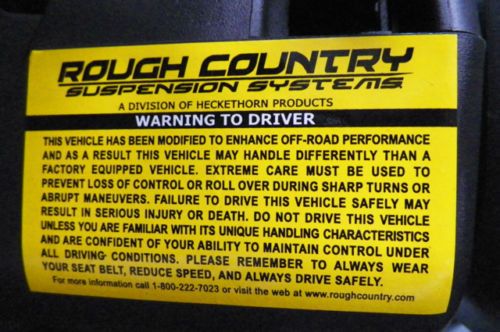 ROUGH COUNTRY
SUSPENSION SYSTEMS
A DIVISION OF HECKETHORN PRODUCTS
WARNING TO DRIVER
THIS VEHICLE HAS BEEN MODIFIED TO ENHANCE OFF-ROAD PERFORMANCE
AND AS A RESULT THIS VEHICLE MAY HANDLE DIFFERENTLY THAN A
FACTORY EQUIPPED VEHICLE. EXTREME CARE MUST BE USED TO
PREVENT LOSS OF CONTROL OR ROLL OVER DURING SHARP TURNS OR
ABRUPT MANEUVERS. FAILURE TO DRIVE THIS VEHICLE SAFELY MAY
RESULT IN SERIOUS INJURY OR DEATH. DO NOT DRIVE THIS VEHICLE
UNLESS YOU ARE FAMILIAR WITH ITS UNIQUE HANDLING CHARACTERISTICS
AND ARE CONFIDENT OF YOUR ABILITY TO MAINTAIN CONTROL UNDER
ALL DRIVING CONDITIONS. PLEASE REMEMBER TO ALWAYS WEAR
YOUR SEAT BELT, REDUCE SPEED, AND ALWAYS DRIVE SAFELY.
For more information call 1-800-222-7023 or visit the web at www.roughcountry.com